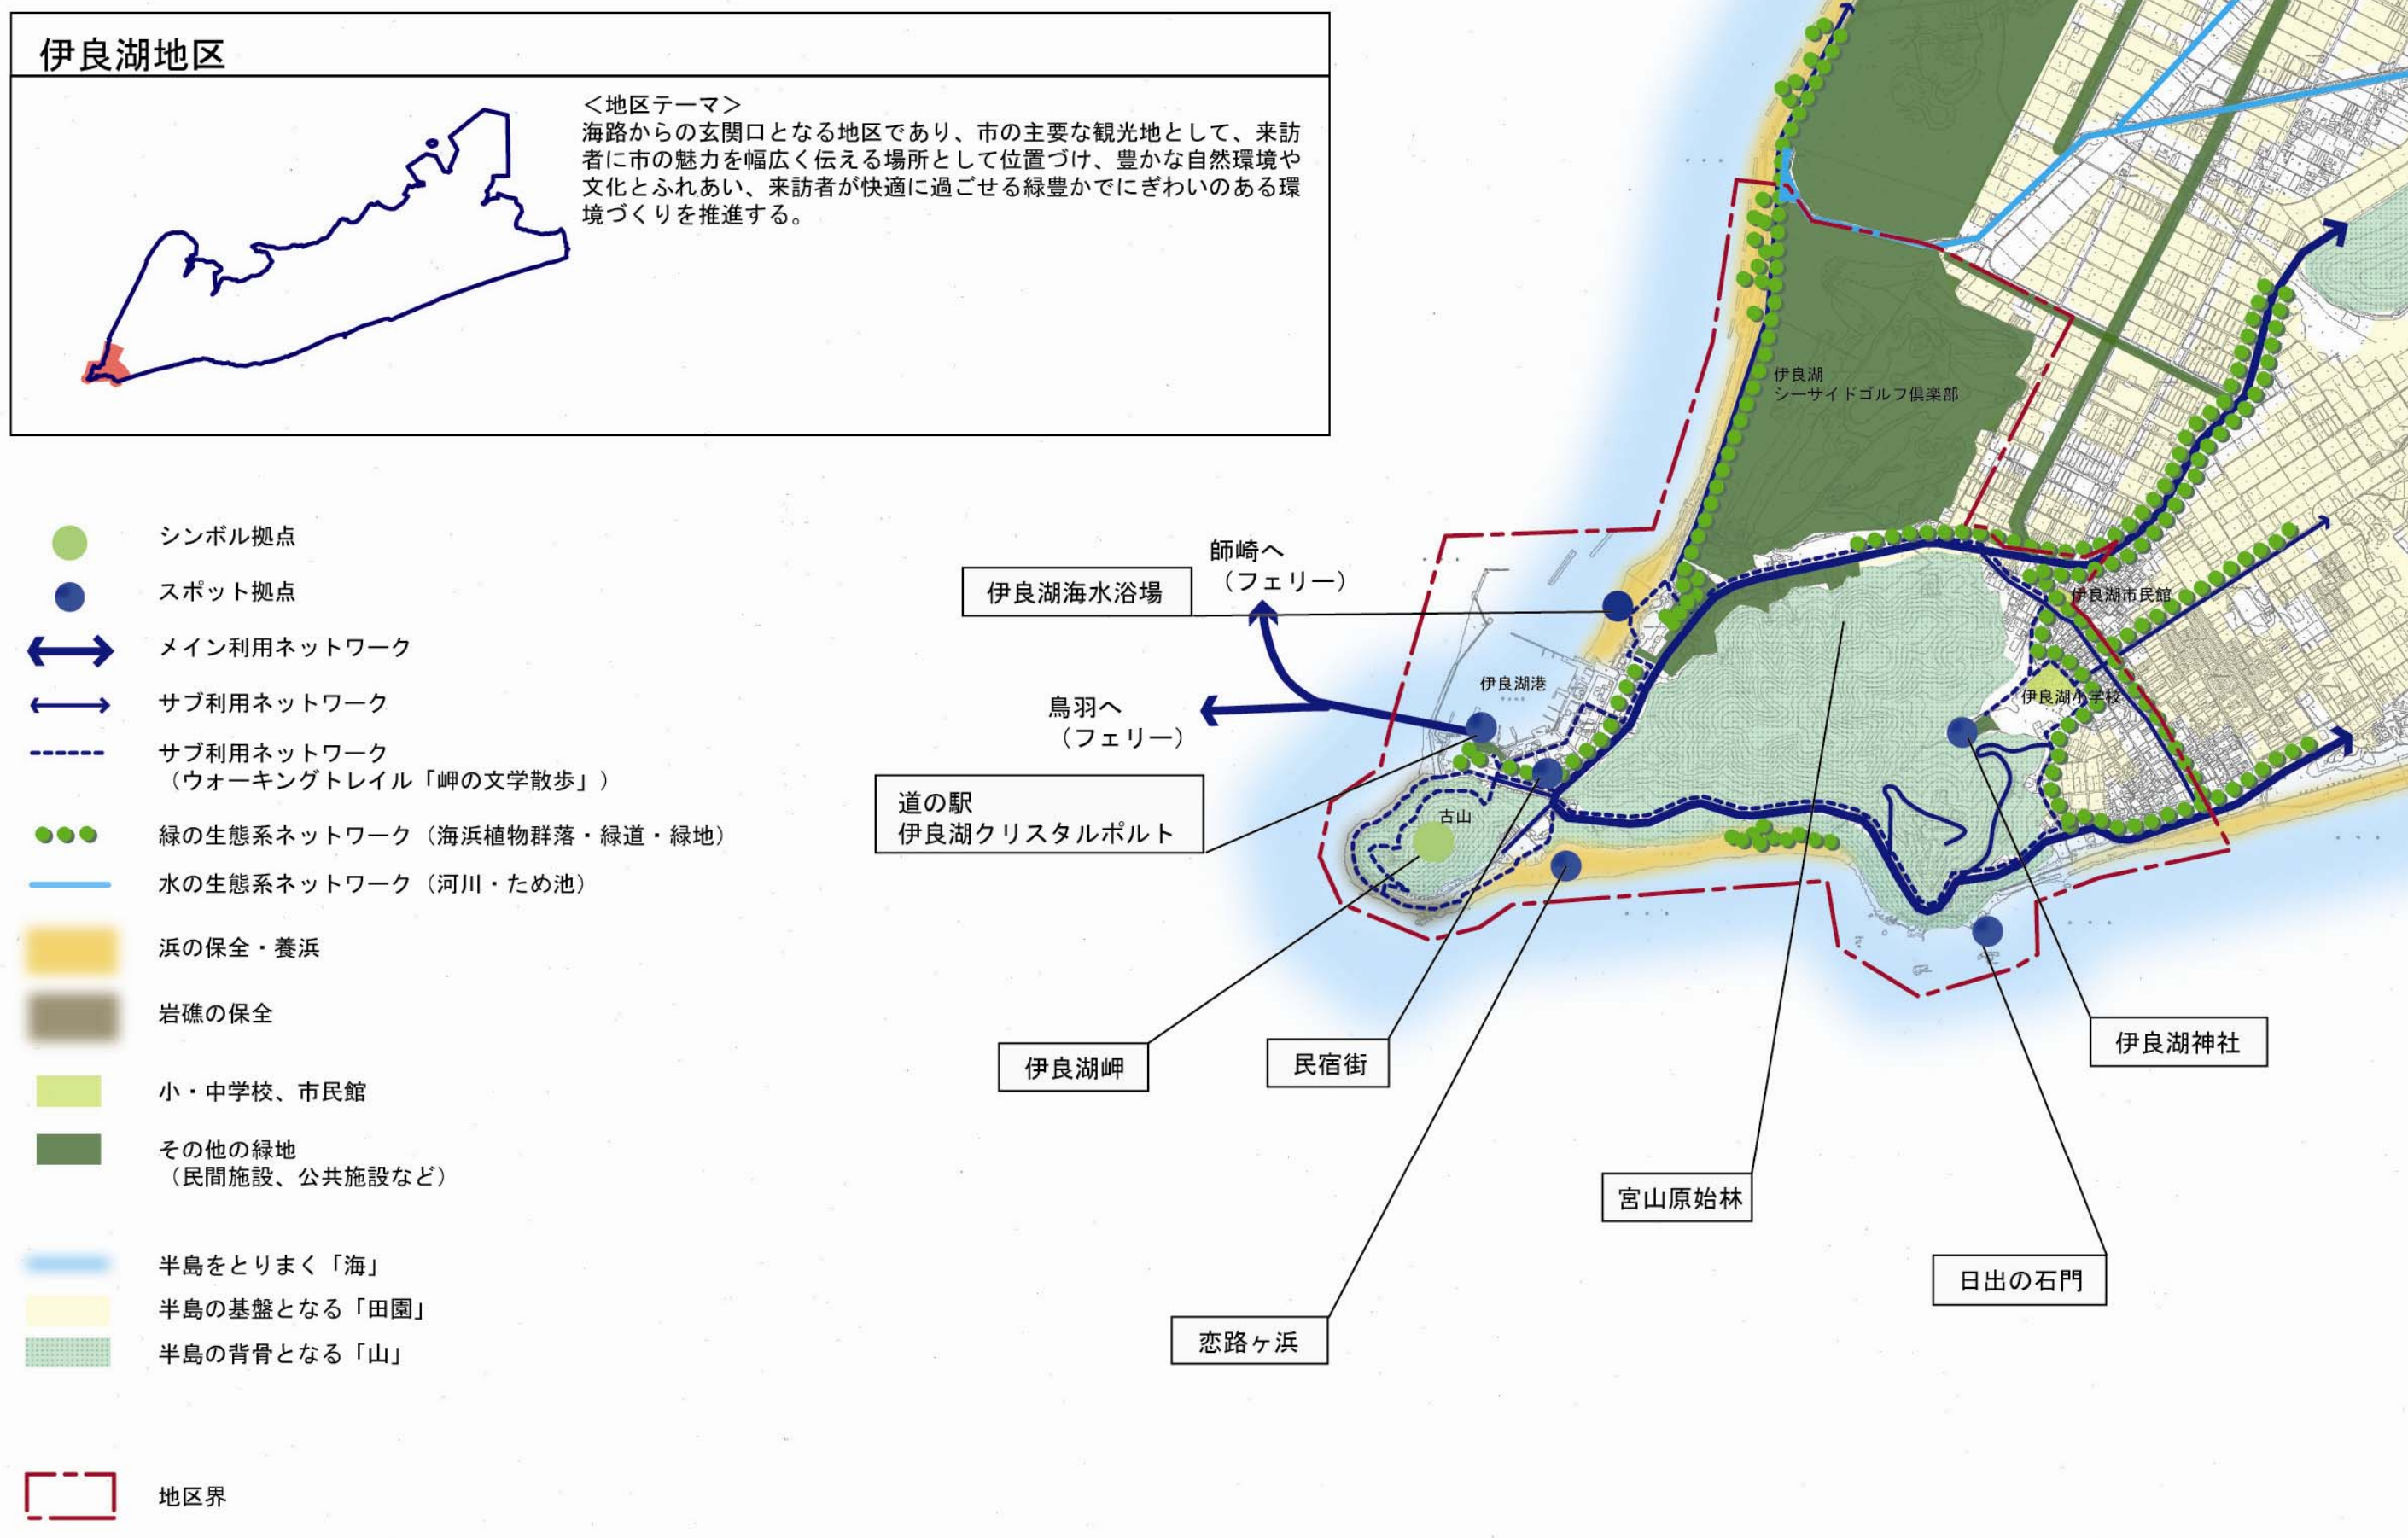 伊良湖地区
＜地区テーマ＞
海路からの玄関口となる地区であり、市の主要な観光地として、来訪
者に市の魅力を幅広く伝える場所として位置づけ、豊かな自然環境や
文化とふれあい、来訪者が快適に過ごせる緑豊かでにぎわいのある環
境づくりを推進する。
シンボル拠点
スポット拠点
メイン利用ネットワーク
サブ利用ネットワーク
サブ利用ネットワーク
（ウォーキングトレイル「岬の文学散歩」）
緑の生態系ネットワーク（海浜植物群落・緑道・緑地）
水の生態系ネットワーク（河川・ため池）
浜の保全・養浜
岩礁の保全
小・中学校、市民館
その他の緑地
（民間施設、公共施設など）
半島をとりまく「海」
半島の基盤となる「田園」
半島の背骨となる「山」
地区界
伊良湖
シーサイドゴルフ倶楽部
師崎へ
（フェリー）
伊良湖海水浴場
伊良湖市民館
伊良湖港
伊良湖小学校
鳥羽へ
（フェリー）
道の駅
伊良湖クリスタルポルト
古山
伊良湖岬
民宿街
伊良湖神社
宮山原始林
日出の石門
恋路ヶ浜